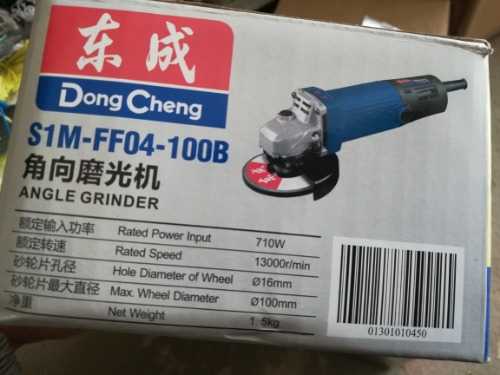 东成
Dong Cheng
S1M-FF04-100B
角向磨光机
ANGLE GRINDER
额定输入功率 Rated Power Input 710W
额定转速 Rated Speed 13000r/min
砂轮片孔径 Hole Diameter of Wheel Ø16mm
砂轮片最大直径 Max. Wheel Diameter Ø100mm
净重 Net Weight 1.5kg
01301010450